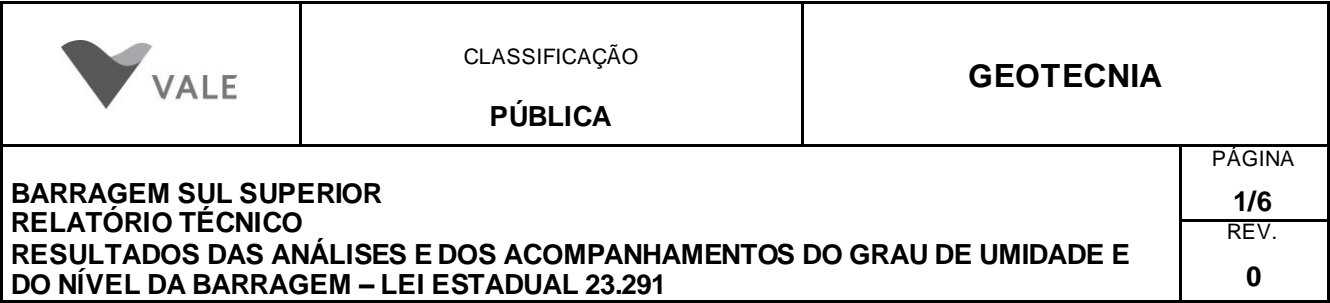 VALE
CLASSIFICAÇÃO
PÚBLICA
GEOTECNIA
BARRAGEM SUL SUPERIOR
RELATÓRIO TÉCNICO
RESULTADOS DAS ANÁLISES E DOS ACOMPANHAMENTOS DO GRAU DE UMIDADE E
DO NÍVEL DA BARRAGEM – LEI ESTADUAL 23.291
PÁGINA
1/6
REV.
0